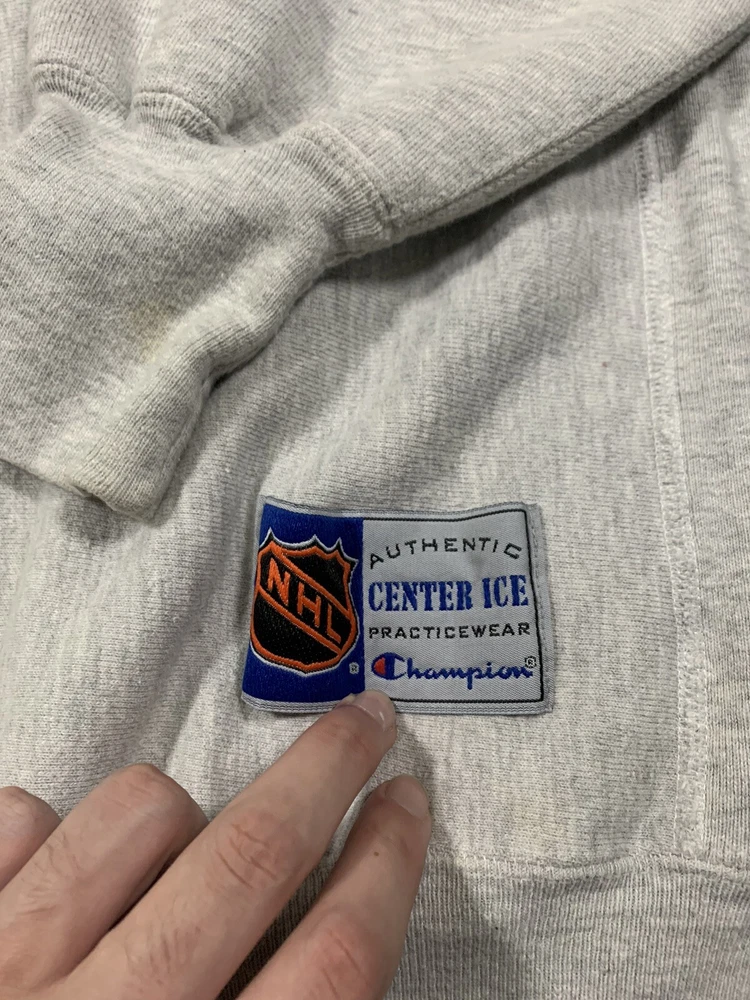 NHL
®
AUTHENTIC
CENTER ICE
PRACTICEWEAR
Champion®